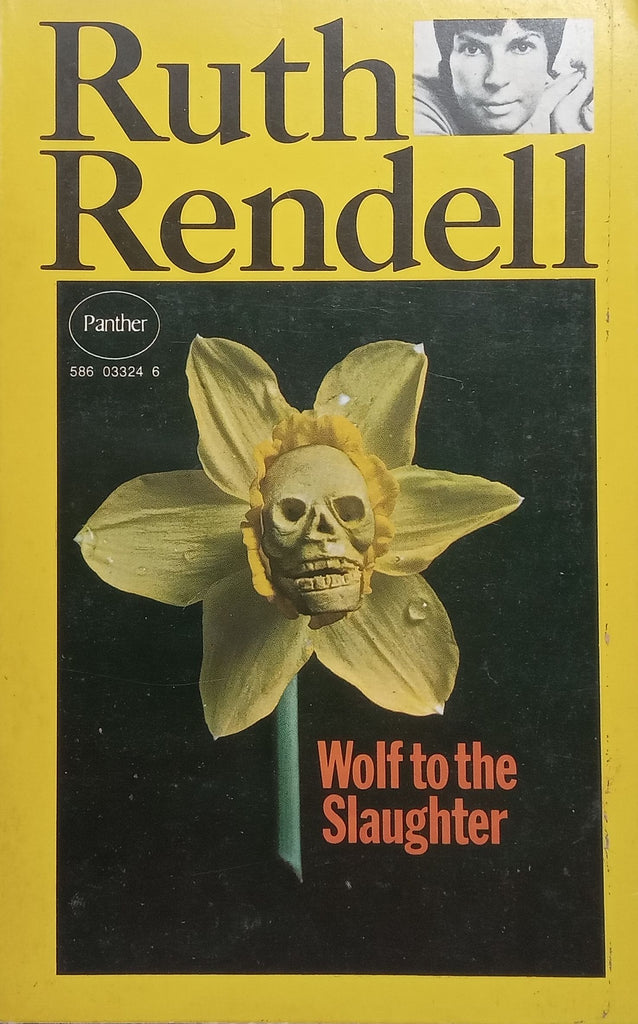 Ruth
Rendell
Panther
586 03324 6
Wolf to the
Slaughter